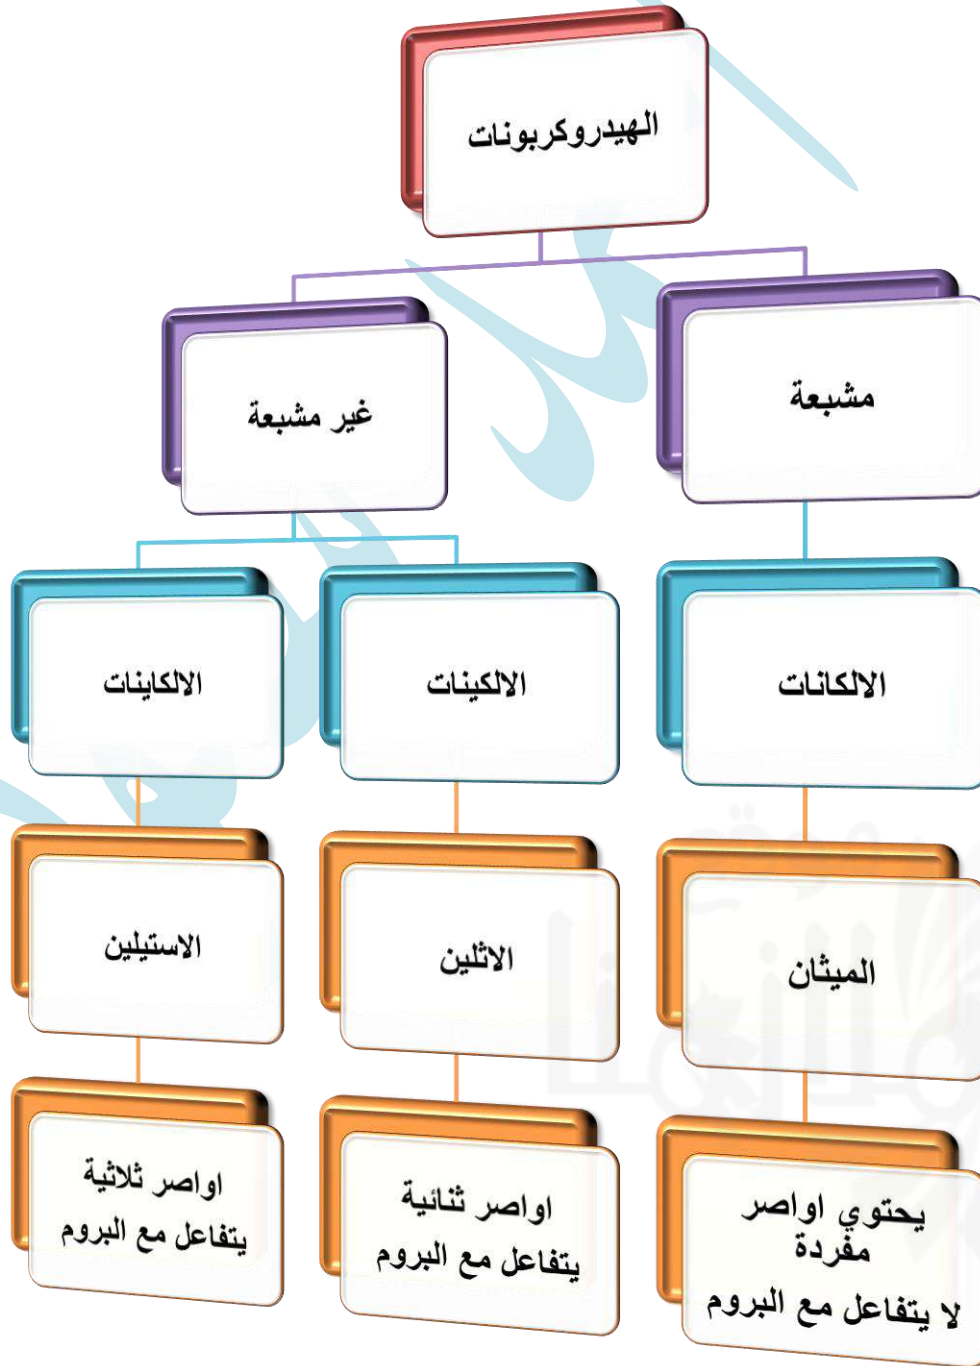 الهيدروكربونات
مشبعة
غير مشبعة
الالكانات
الالكينات
الالكاينات
الميثان
الاثلين
الاستيلين
يحتوي اواصر
مفردة
لا يتفاعل مع البروم
اواصر ثنائية
يتفاعل مع البروم
اواصر ثلاثية
يتفاعل مع البروم